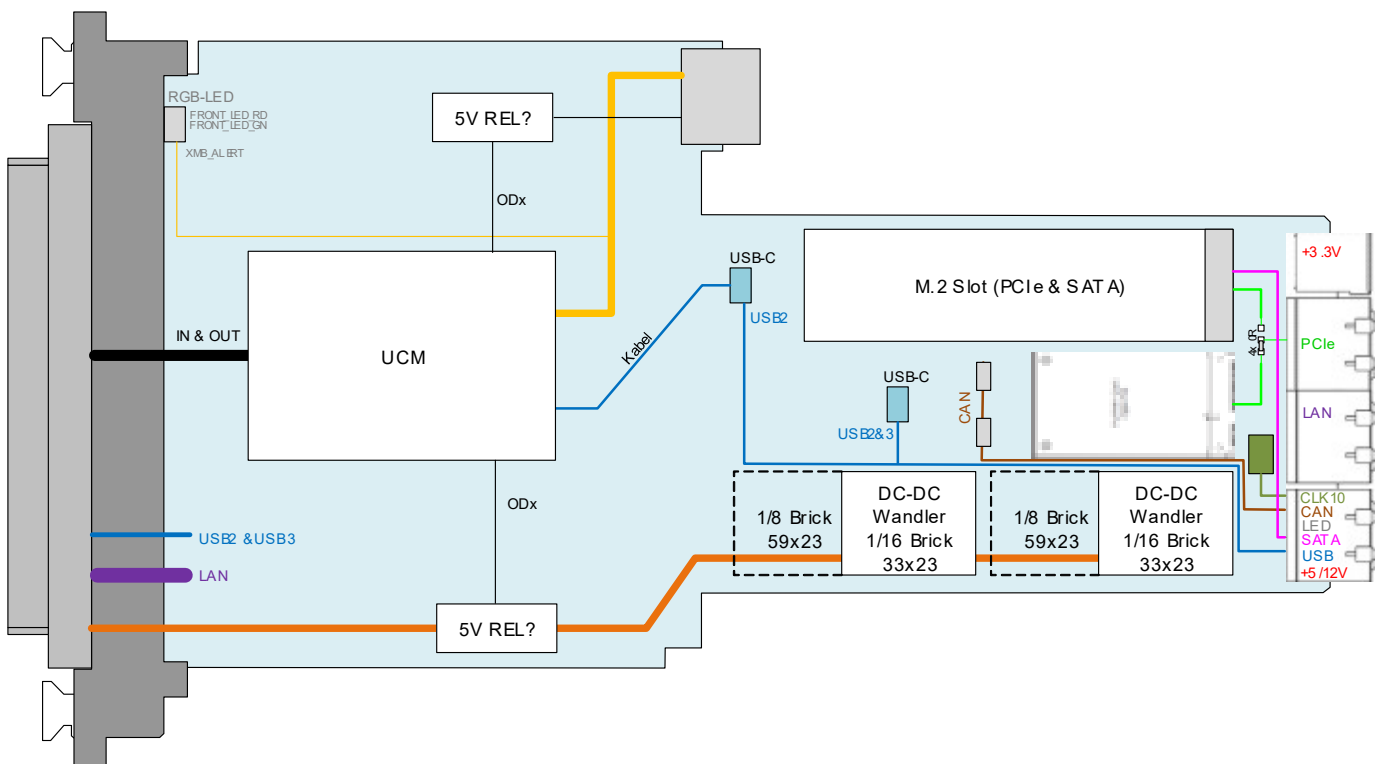 RGB-LED
FRONT_LED_RD
FRONT_LED_GN
XMB_ALERT
5V REL?
ODx
IN & OUT
UCM
Kabel
USB-C
USB2
M.2 Slot (PCIe & SATA)
4x 0R
+3.3V
PCIe
LAN
USB-C
USB2&3
CAN
CLK10
CAN
LED
SATA
USB
+5/12V
ODx
1/8 Brick
59x23
DC-DC
Wandler
1/16 Brick
33x23
1/8 Brick
59x23
DC-DC
Wandler
1/16 Brick
33x23
USB2 &USB3
LAN
5V REL?